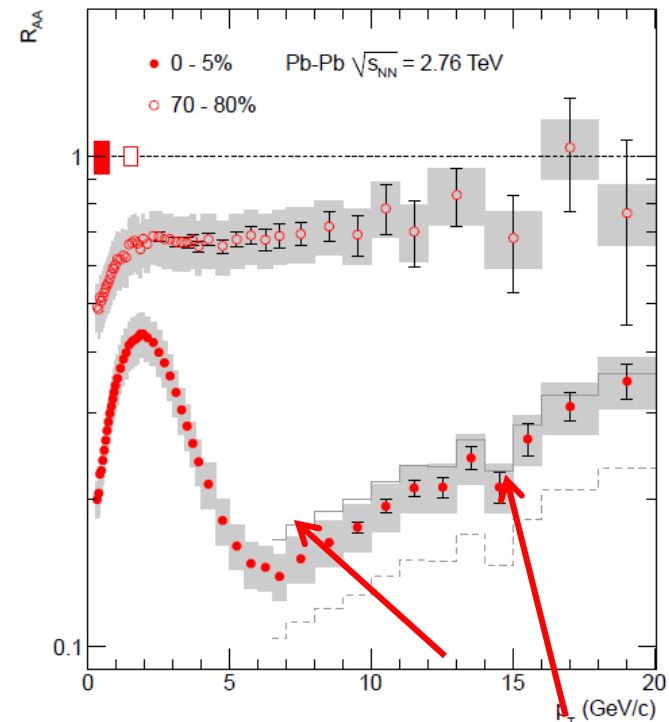 R_AA
0 - 5% Pb-Pb √s_NN = 2.76 TeV
70 - 80%
1
0.1
0 5 10 15 20
p_T (GeV/c)